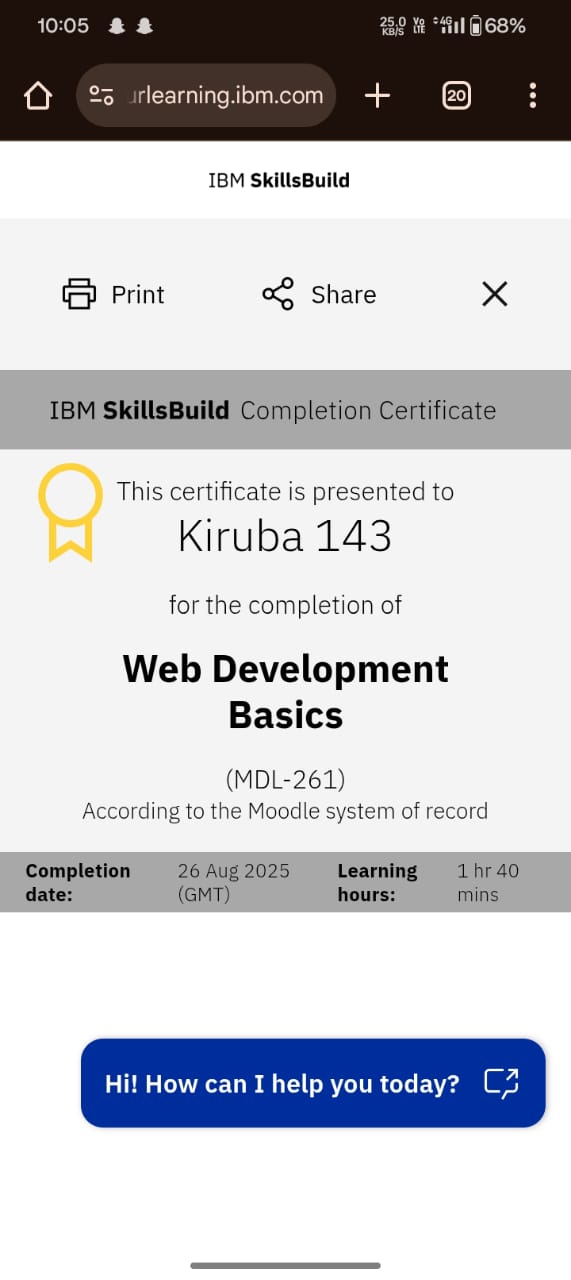 10:05 25.0 KB/S Vo LTE 4G 68%
urlearning.ibm.com 20
IBM SkillsBuild
Print Share
IBM SkillsBuild Completion Certificate
This certificate is presented to
Kiruba 143
for the completion of
Web Development
Basics
(MDL-261)
According to the Moodle system of record
Completion date: 26 Aug 2025 (GMT) Learning hours: 1 hr 40 mins
Hi! How can I help you today?